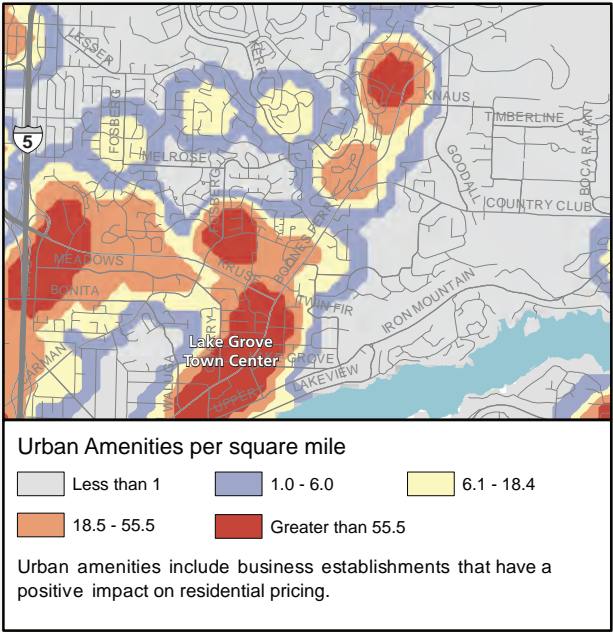 LESSER
KERR
KNAUS
FOSBERG
TIMBERLINE
BOCA RATAN
5
MELROSE
GOODALL
FOSBERG
COUNTRY CLUB
BOONES FERRY
MEADOWS
KRUSE
BONITA
TWIN FIR
IRON MOUNTAIN
Lake Grove
Town Center
GROVE
CARMAN
WALUGA
LAKEVIEW
UPPER
Urban Amenities per square mile
Less than 1
1.0 - 6.0
6.1 - 18.4
18.5 - 55.5
Greater than 55.5
Urban amenities include business establishments that have a
positive impact on residential pricing.